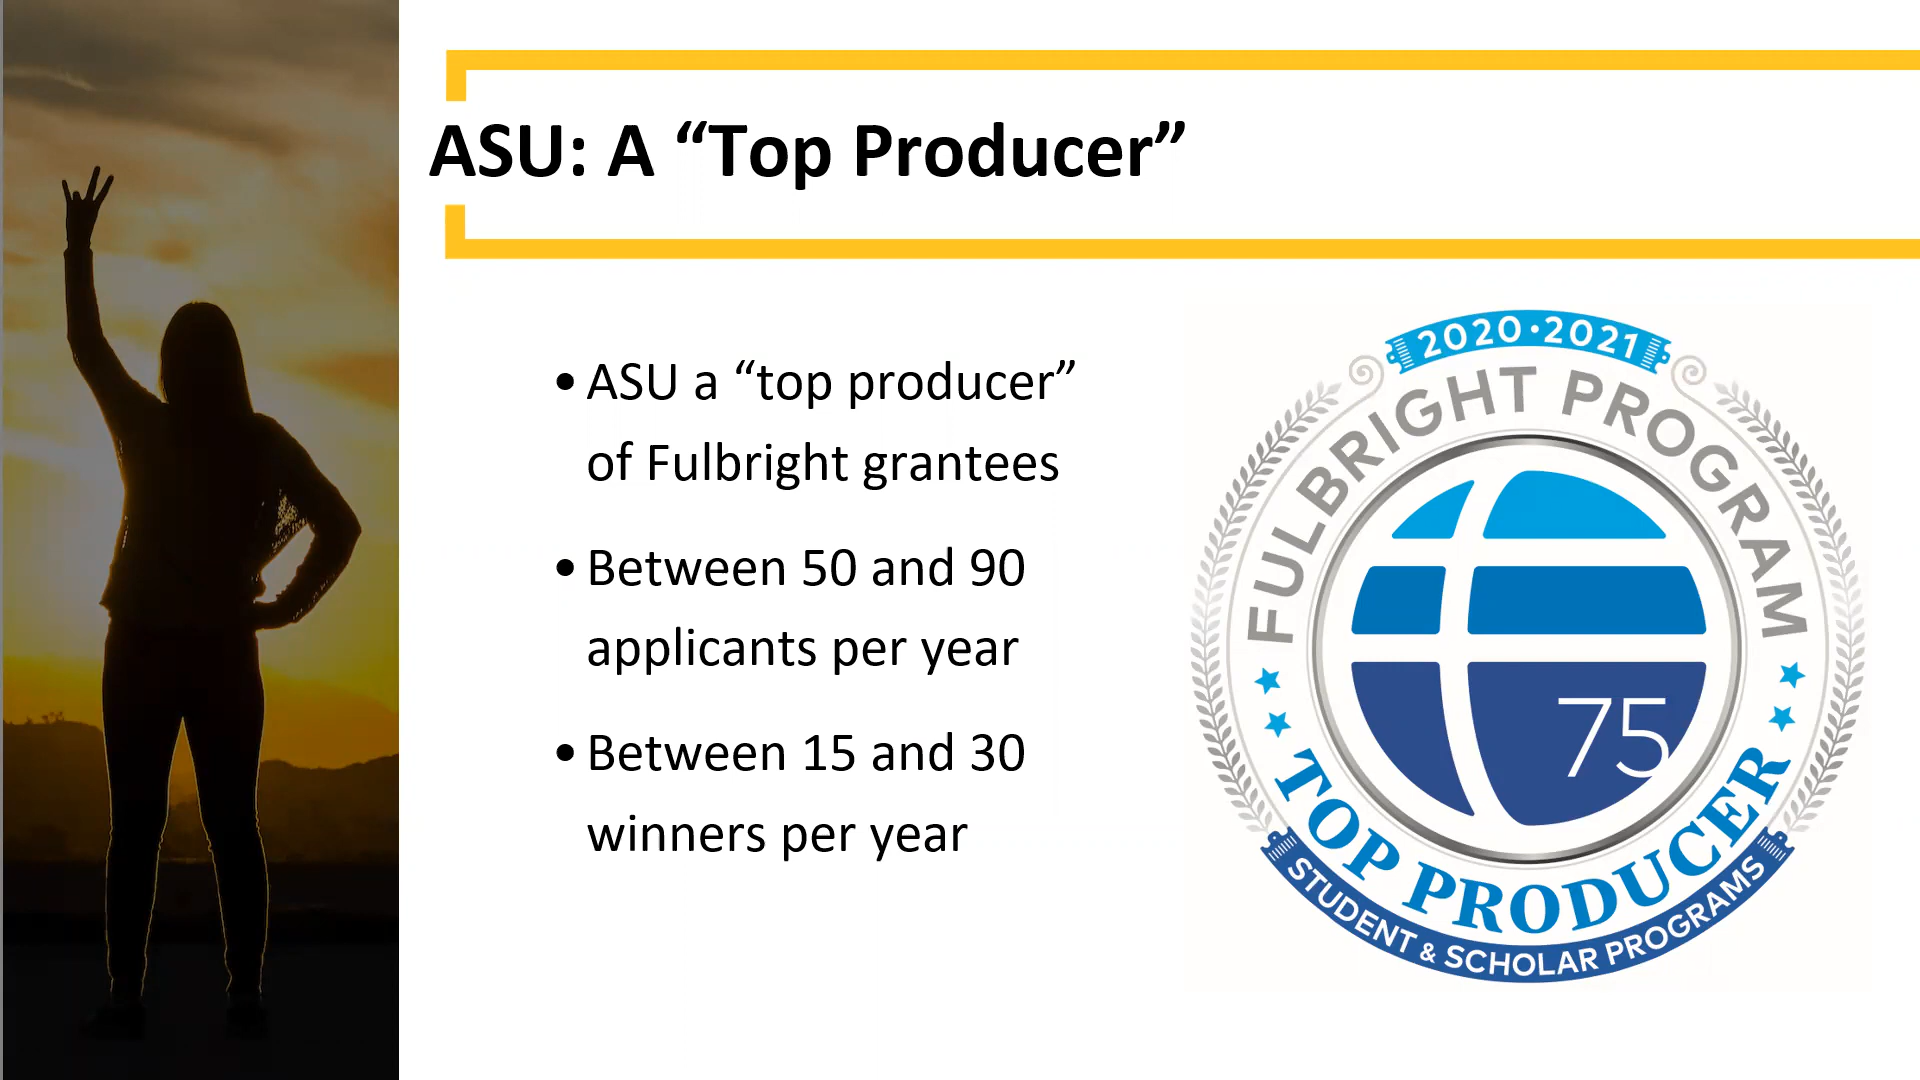 ASU: A “Top Producer”
• ASU a “top producer”
of Fulbright grantees
• Between 50 and 90
applicants per year
• Between 15 and 30
winners per year
2020•2021
FULBRIGHT PROGRAM
75
TOP PRODUCER
STUDENT & SCHOLAR PROGRAMS